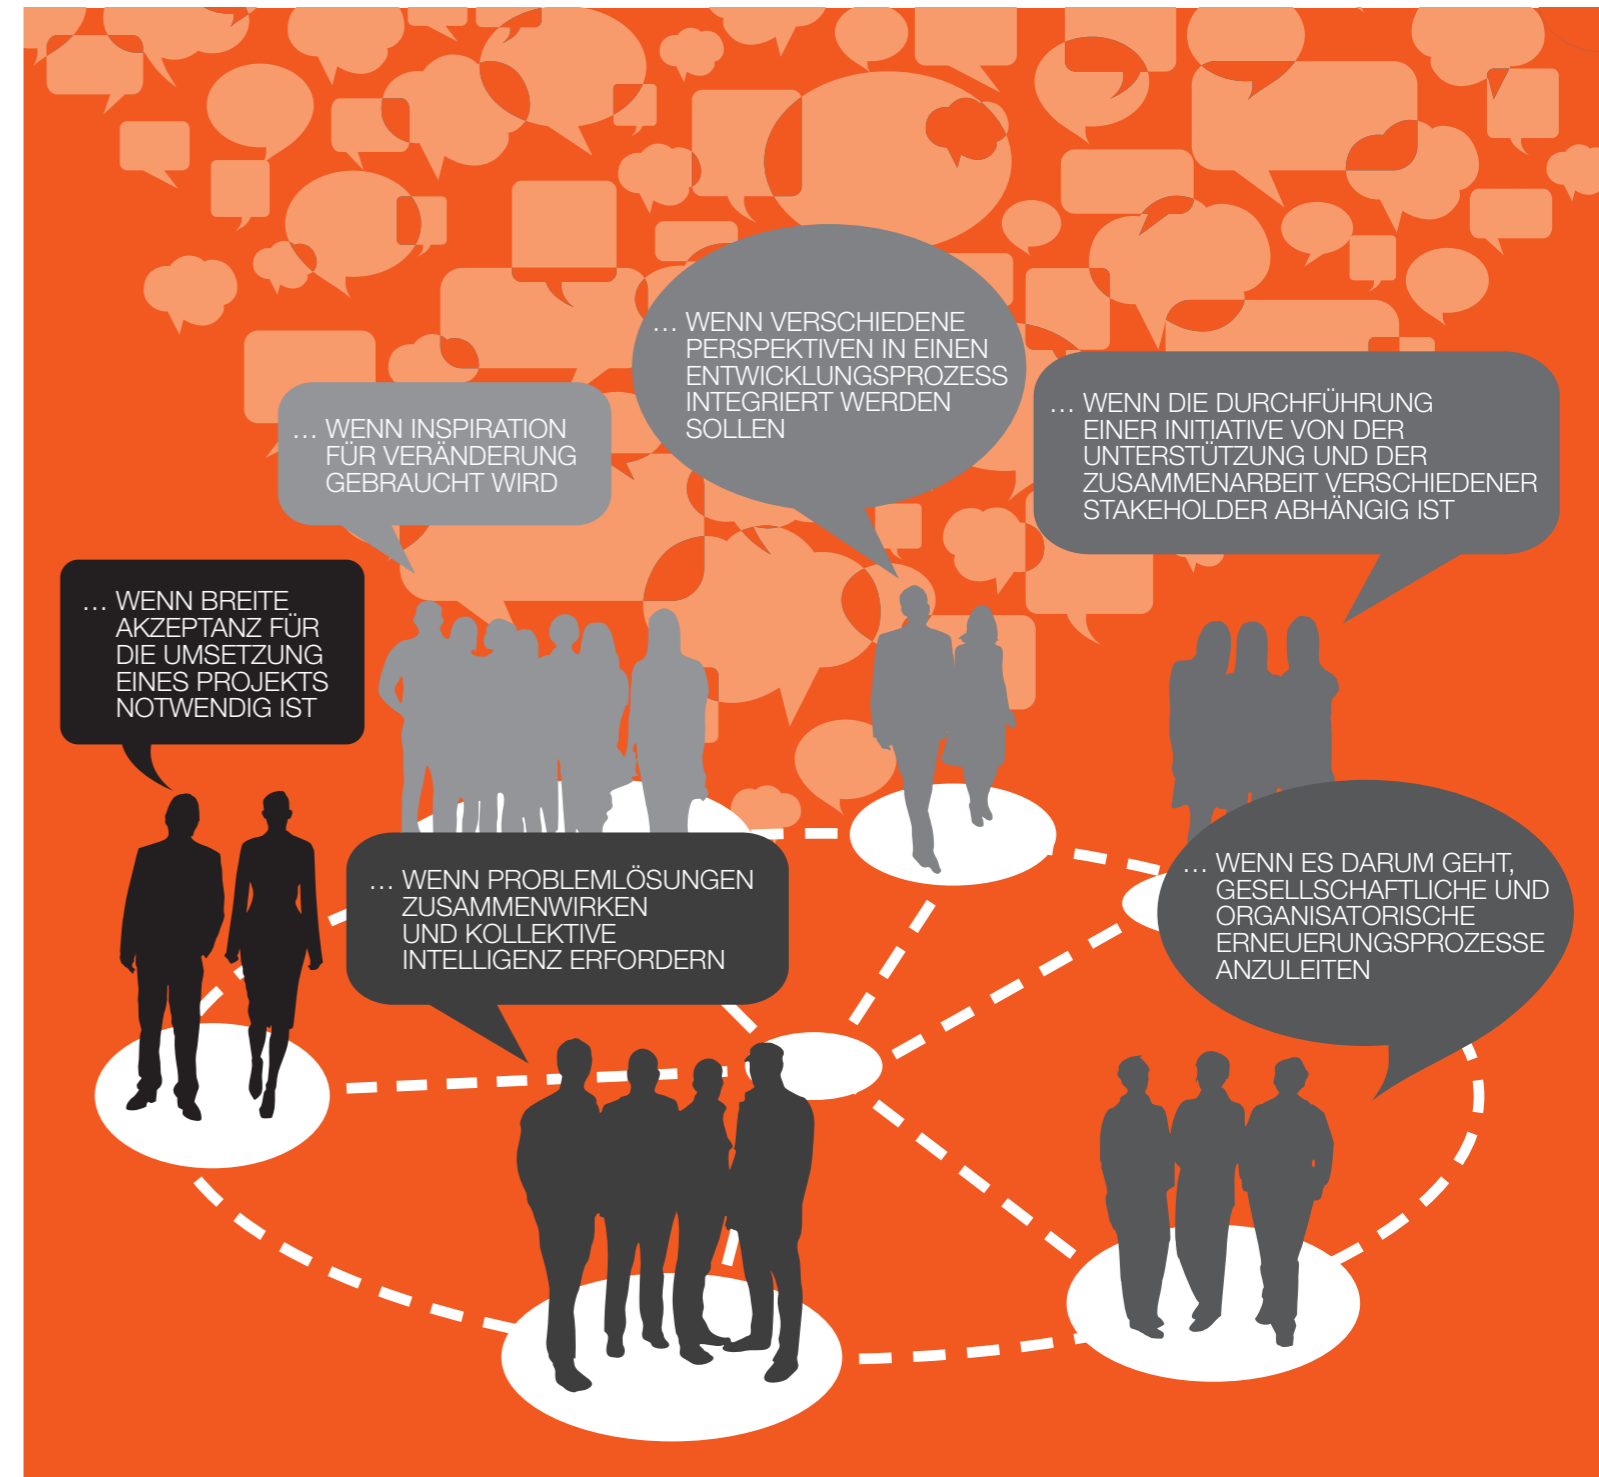 ... WENN VERSCHIEDENE
PERSPEKTIVEN IN EINEN
ENTWICKLUNGSPROZESS
INTEGRIERT WERDEN
SOLLEN
... WENN INSPIRATION
FÜR VERÄNDERUNG
GEBRAUCHT WIRD
... WENN DIE DURCHFÜHRUNG
EINER INITIATIVE VON DER
UNTERSTÜTZUNG UND DER
ZUSAMMENARBEIT VERSCHIEDENER
STAKEHOLDER ABHÄNGIG IST
... WENN BREITE
AKZEPTANZ FÜR
DIE UMSETZUNG
EINES PROJEKTS
NOTWENDIG IST
... WENN PROBLEMLÖSUNGEN
ZUSAMMENWIRKEN
UND KOLLEKTIVE
INTELLIGENZ ERFORDERN
... WENN ES DARUM GEHT,
GESELLSCHAFTLICHE UND
ORGANISATORISCHE
ERNEUERUNGSPROZESSE
ANZULEITEN